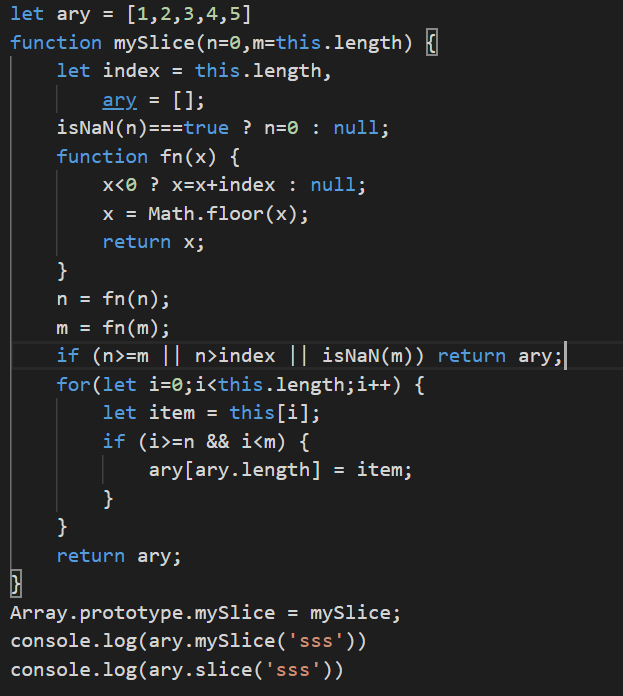 let ary = [1,2,3,4,5]
function mySlice(n=0,m=this.length) {
    let index = this.length,
        ary = [];
    isNaN(n)===true ? n=0 : null;
    function fn(x) {
        x<0 ? x=x+index : null;
        x = Math.floor(x);
        return x;
    }
    n = fn(n);
    m = fn(m);
    if (n>=m || n>index || isNaN(m)) return ary;
    for(let i=0;i<this.length;i++) {
        let item = this[i];
        if (i>=n && i<m) {
            ary[ary.length] = item;
        }
    }
    return ary;
}
Array.prototype.mySlice = mySlice;
console.log(ary.mySlice('sss'))
console.log(ary.slice('sss'))